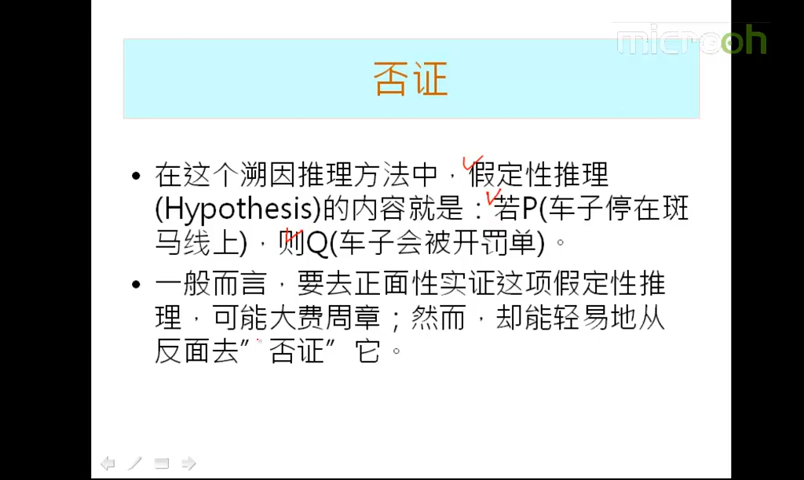 microoh
否证
• 在这个溯因推理方法中，假定性推理
(Hypothesis)的内容就是：若P(车子停在斑
马线上)，则Q(车子会被开罚单)。
• 一般而言，要去正面性实证这项假定性推
理，可能大费周章；然而，却能轻易地从
反面去”否证”它。